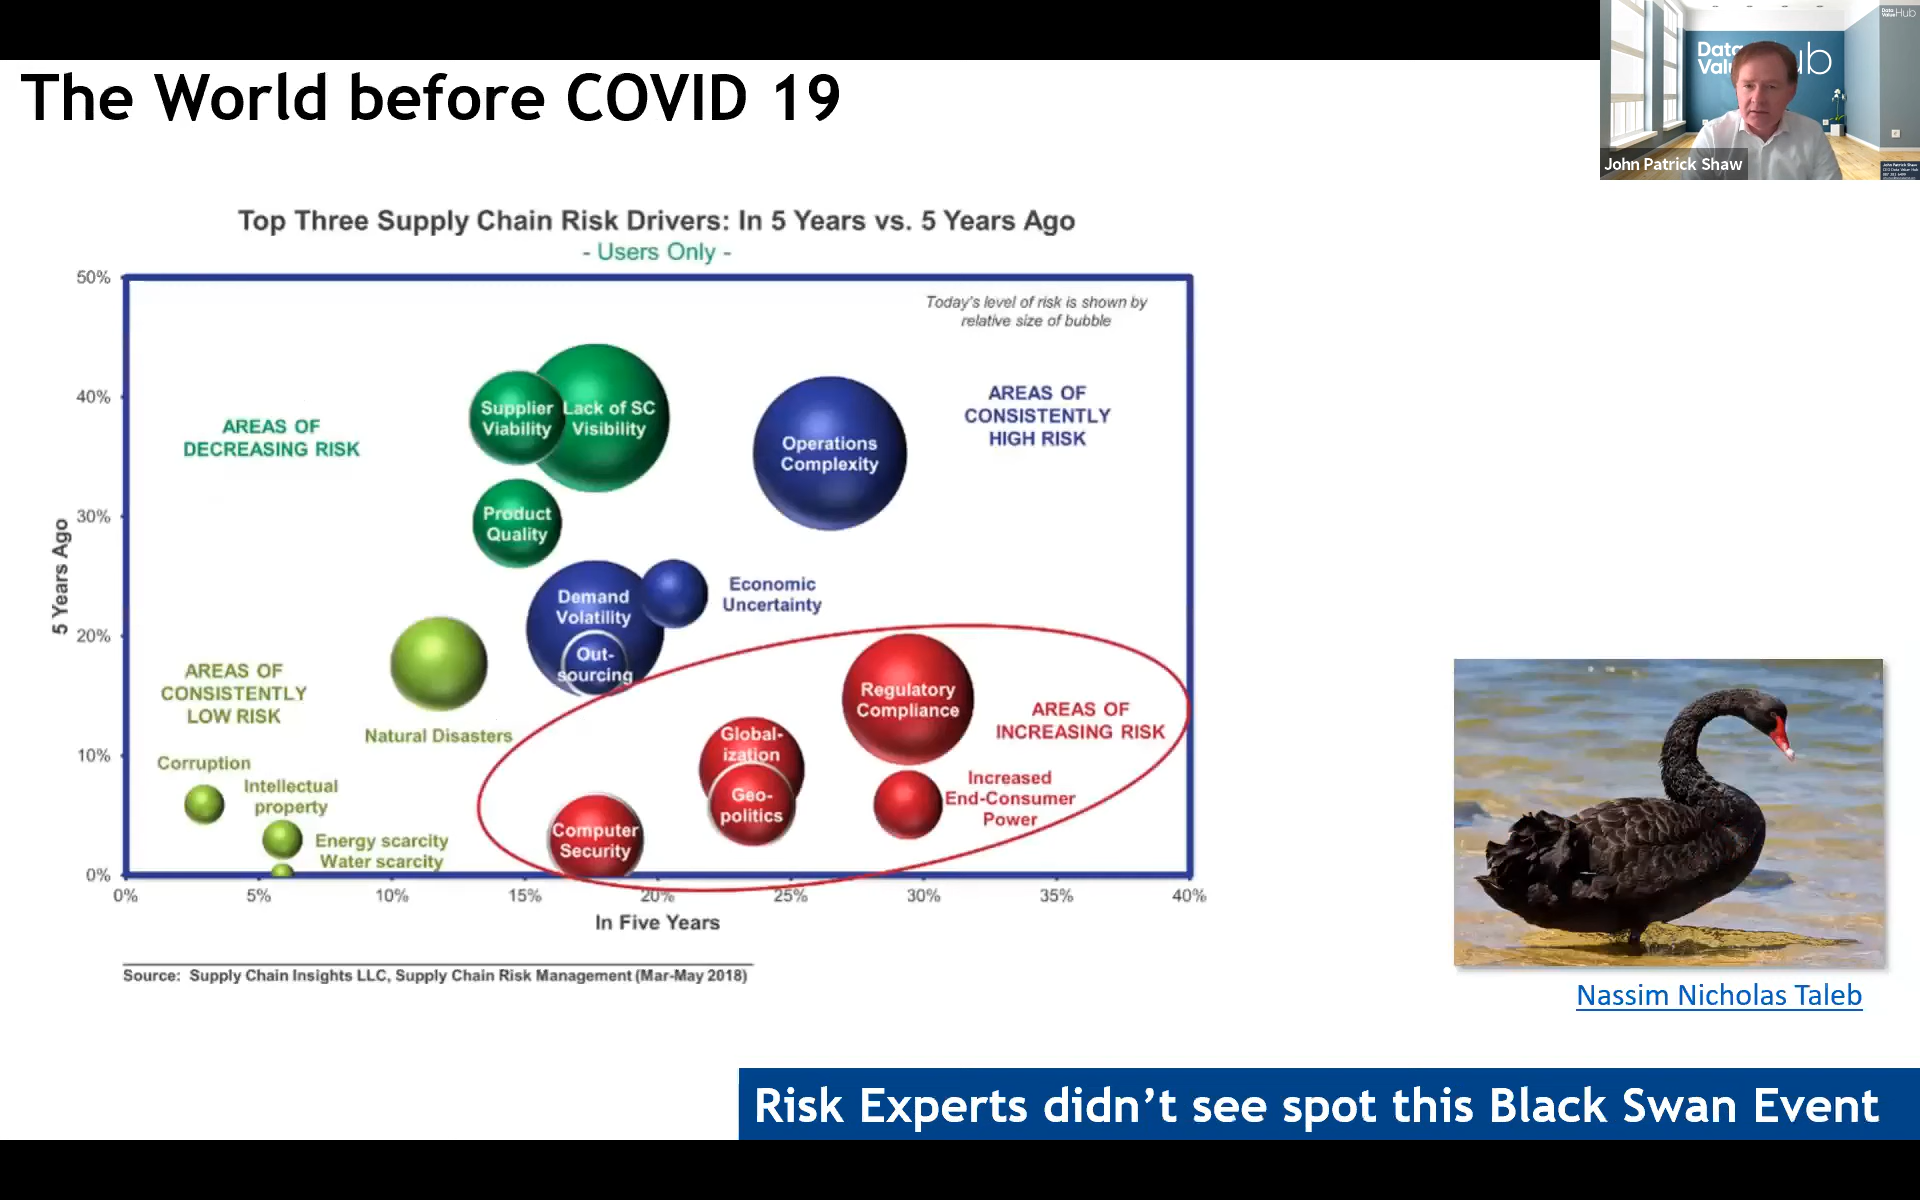 The World before COVID 19
Data
Value Hub
John Patrick Shaw
Top Three Supply Chain Risk Drivers: In 5 Years vs. 5 Years Ago
- Users Only -
Today's level of risk is shown by
relative size of bubble
50%
40%
30%
20%
10%
0%
5 Years Ago
AREAS OF
DECREASING RISK
Supplier
Viability
Lack of SC
Visibility
Product
Quality
Operations
Complexity
AREAS OF
CONSISTENTLY
HIGH RISK
Demand
Volatility
Out-
sourcing
Economic
Uncertainty
AREAS OF
CONSISTENTLY
LOW RISK
Natural Disasters
Corruption
Intellectual
property
Energy scarcity
Water scarcity
Computer
Security
Global-
ization
Geo-
politics
Regulatory
Compliance
AREAS OF
INCREASING RISK
Increased
End-Consumer
Power
0%
5%
10%
15%
20%
25%
30%
35%
40%
In Five Years
Source: Supply Chain Insights LLC, Supply Chain Risk Management (Mar-May 2018)
Nassim Nicholas Taleb
Risk Experts didn't see spot this Black Swan Event